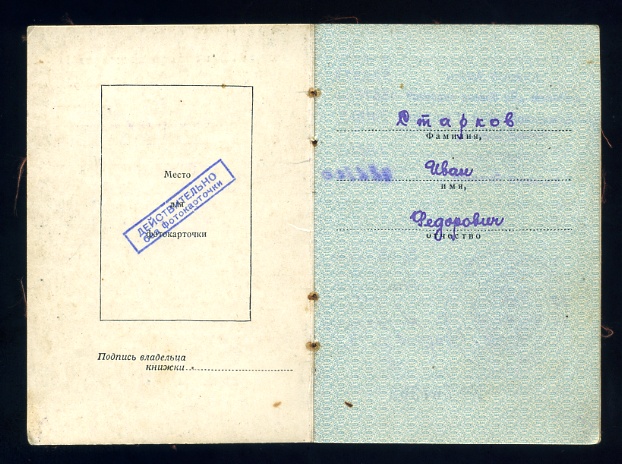 Место
для
фотокарточки
ДЕЙСТВИТЕЛЬНО
без фотокарточки
Подпись владельца
книжки
Старков
Фамилия,
Иван
имя,
Федорович
отчество